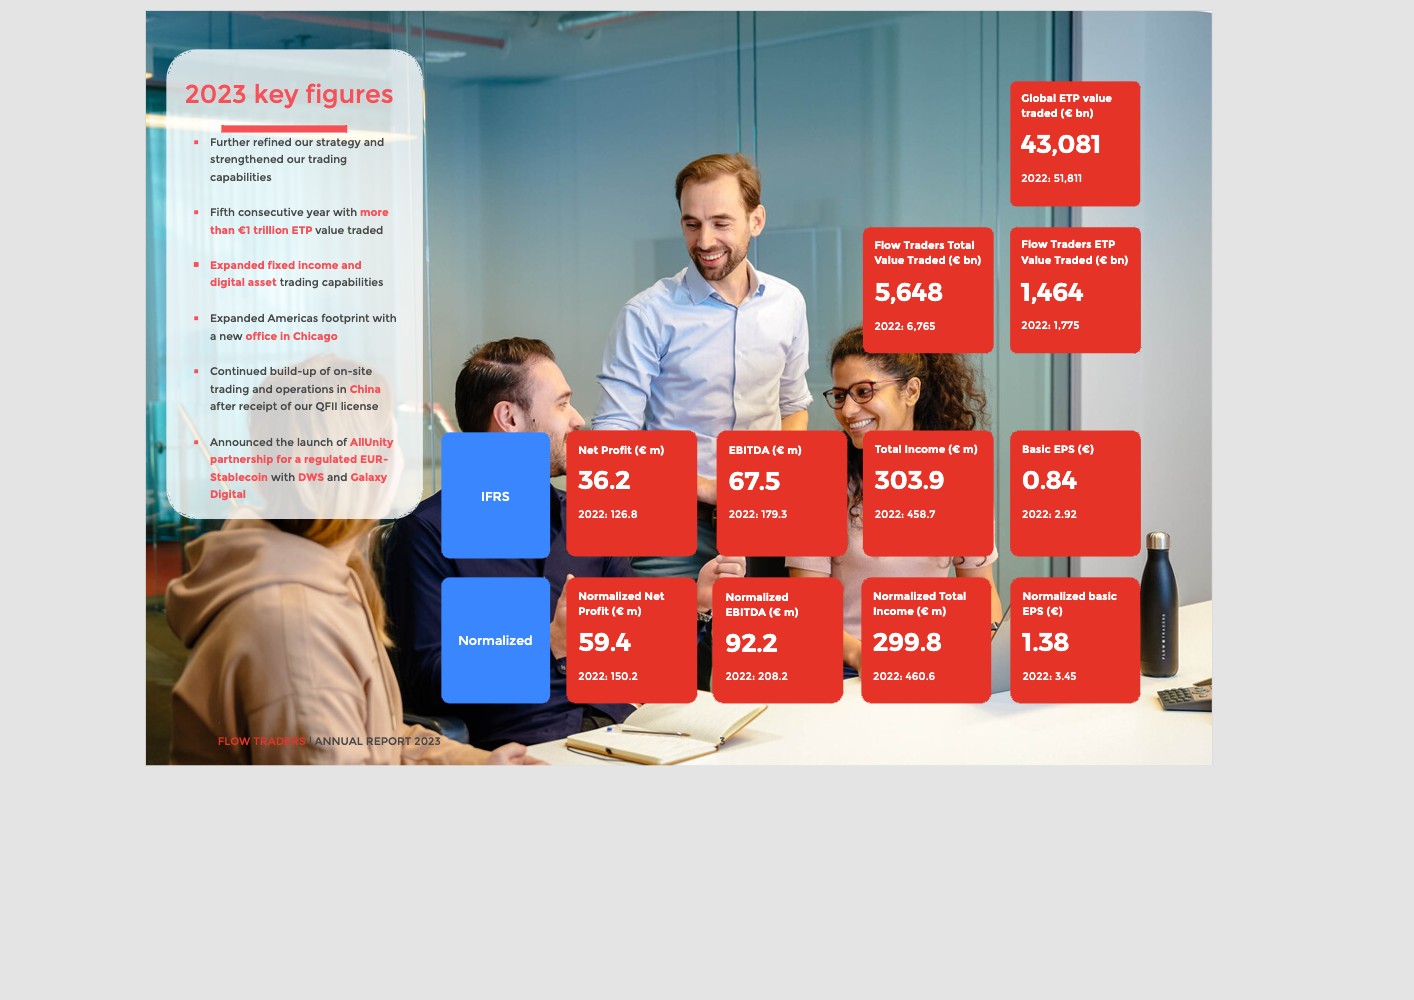 2023 key figures
Further refined our strategy and
strengthened our trading
capabilities
Fifth consecutive year with more
than €1 trillion ETP value traded
Expanded fixed income and
digital asset trading capabilities
Expanded Americas footprint with
a new office in Chicago
Continued build-up of on-site
trading and operations in China
after receipt of our QFII license
Announced the launch of AllUnity
partnership for a regulated EUR-
Stablecoin with DWS and Galaxy
Digital
Global ETP value
traded (€ bn)
43,081
2022: 51,811
Flow Traders Total
Value Traded (€ bn)
5,648
2022: 6,765
Flow Traders ETP
Value Traded (€ bn)
1,464
2022: 1,775
IFRS
Net Profit (€ m)
36.2
2022: 126.8
EBITDA (€ m)
67.5
2022: 179.3
Total Income (€ m)
303.9
2022: 458.7
Basic EPS (€)
0.84
2022: 2.92
Normalized
Normalized Net
Profit (€ m)
59.4
2022: 150.2
Normalized
EBITDA (€ m)
92.2
2022: 208.2
Normalized Total
Income (€ m)
299.8
2022: 460.6
Normalized basic
EPS (€)
1.38
2022: 3.45
FLOW TRADERS
FLOW TRADERS | ANNUAL REPORT 2023
3